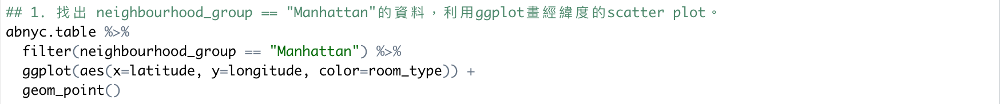 ## 1. 找出 neighbourhood_group == "Manhattan"的資料，利用ggplot畫經緯度的scatter plot。
abnyc.table %>%
  filter(neighbourhood_group == "Manhattan") %>%
  ggplot(aes(x=latitude, y=longitude, color=room_type)) +
  geom_point()